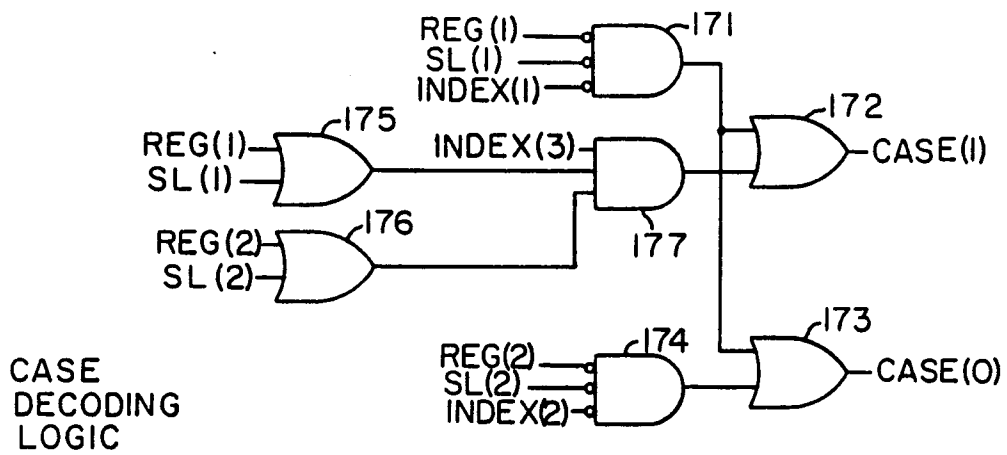 REG(1)
171
SL(1)
INDEX(1)
175
172
REG(1)
INDEX(3)
CASE(1)
SL(1)
176
REG(2)
177
SL(2)
173
REG(2)
174
CASE
SL(2)
CASE(0)
DECODING
INDEX(2)
LOGIC